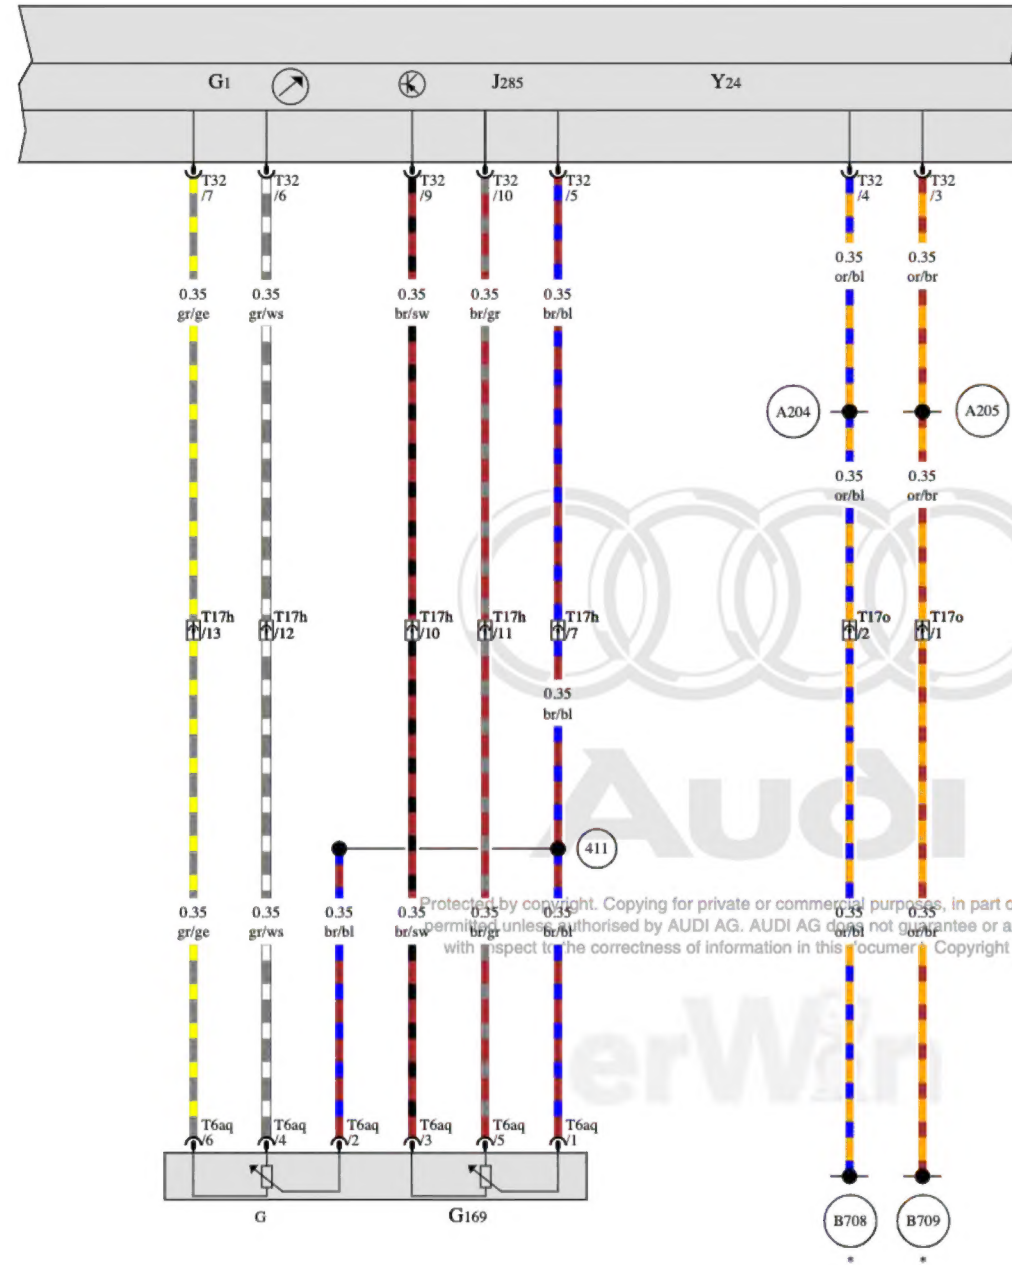 G1 J285 Y24
T32 T32 T32 T32 T32 T32 T32
/7 /6 /9 /10 /5 /4 /3
0.35 0.35
or/bl or/br
0.35 0.35 0.35 0.35 0.35
gr/ge gr/ws br/sw br/gr br/bl
A204 A205
0.35 0.35
or/bl or/br
T17h T17h T17h T17h T17h T17o T17o
/13 /12 /10 /11 /7 /2 /1
0.35
br/bl
Audi
411
Protected by copyright. Copying for private or commercial purposes, in part
0.35 0.35 0.35 0.35 0.35 0.35 0.35 0.35
gr/ge gr/ws br/bl br/sw br/gr br/bl or/bl or/br
permitted unless authorised by AUDI AG. AUDI AG does not guarantee or a
with respect to the correctness of information in this document. Copyright
erWin
T6aq T6aq T6aq T6aq T6aq T6aq
/6 /4 /2 /3 /5 /1
G G169
B708 B709
* *